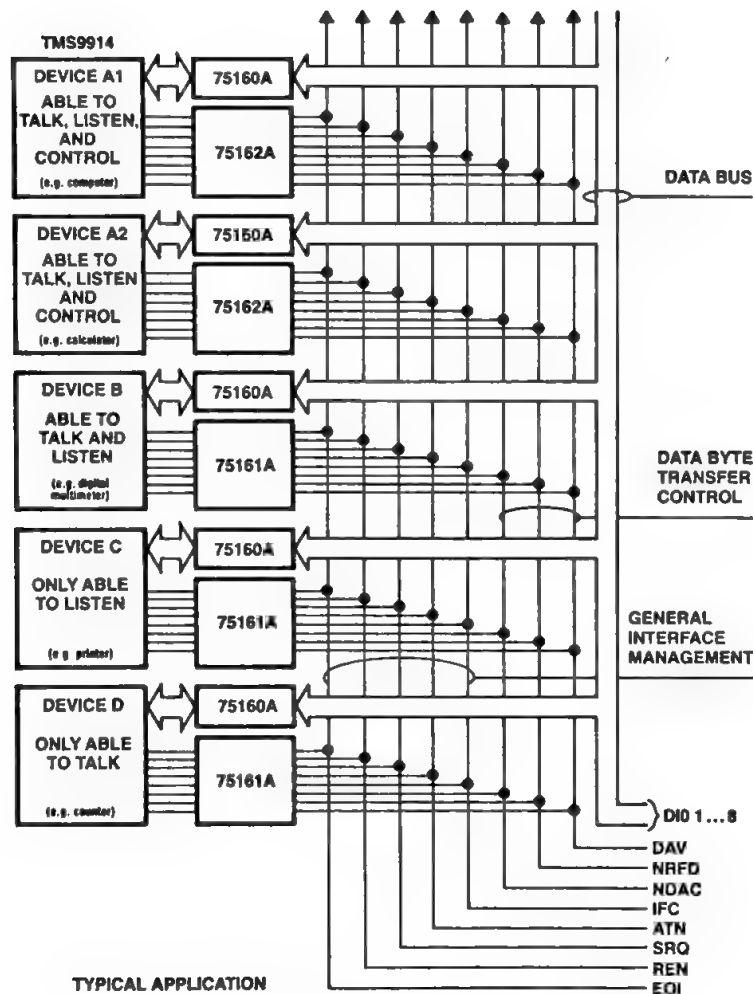 TMS9914
DEVICE A1
ABLE TO
TALK, LISTEN,
AND
CONTROL
(e.g. computer)
75160A
75162A
DATA BUS
DEVICE A2
ABLE TO
TALK, LISTEN
AND
CONTROL
(e.g. calculator)
75160A
75162A
DEVICE B
ABLE TO
TALK AND
LISTEN
(e.g. digital
multimeter)
75160A
75161A
DATA BYTE
TRANSFER
CONTROL
DEVICE C
ONLY ABLE
TO LISTEN
(e.g. printer)
75160A
75161A
GENERAL
INTERFACE
MANAGEMENT
DEVICE D
ONLY ABLE
TO TALK
(e.g. counter)
75160A
75161A
DI0 1...8
DAV
NRFD
NDAC
IFC
ATN
SRQ
REN
EOI
TYPICAL APPLICATION